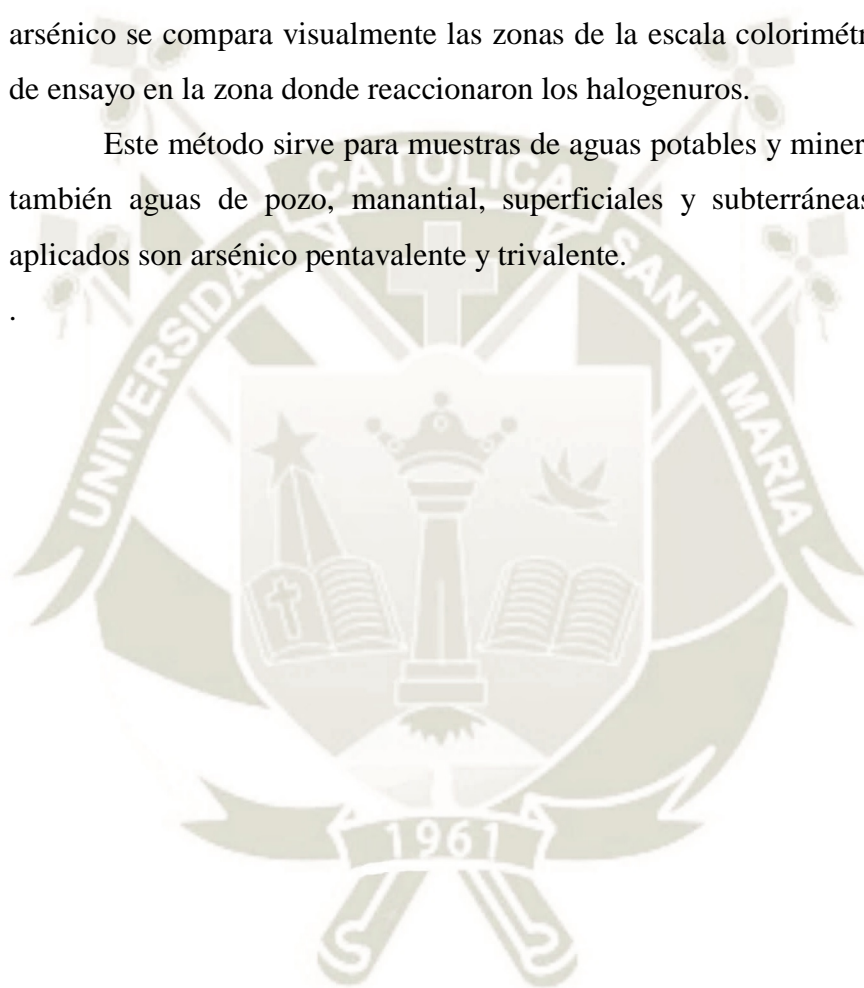 arsénico se compara visualmente las zonas de la escala colorimét
de ensayo en la zona donde reaccionaron los halogenuros.
Este método sirve para muestras de aguas potables y miner
también aguas de pozo, manantial, superficiales y subterráneas
aplicados son arsénico pentavalente y trivalente.
.
UNIVERSIDAD CATOLICA SANTA MARIA
1961